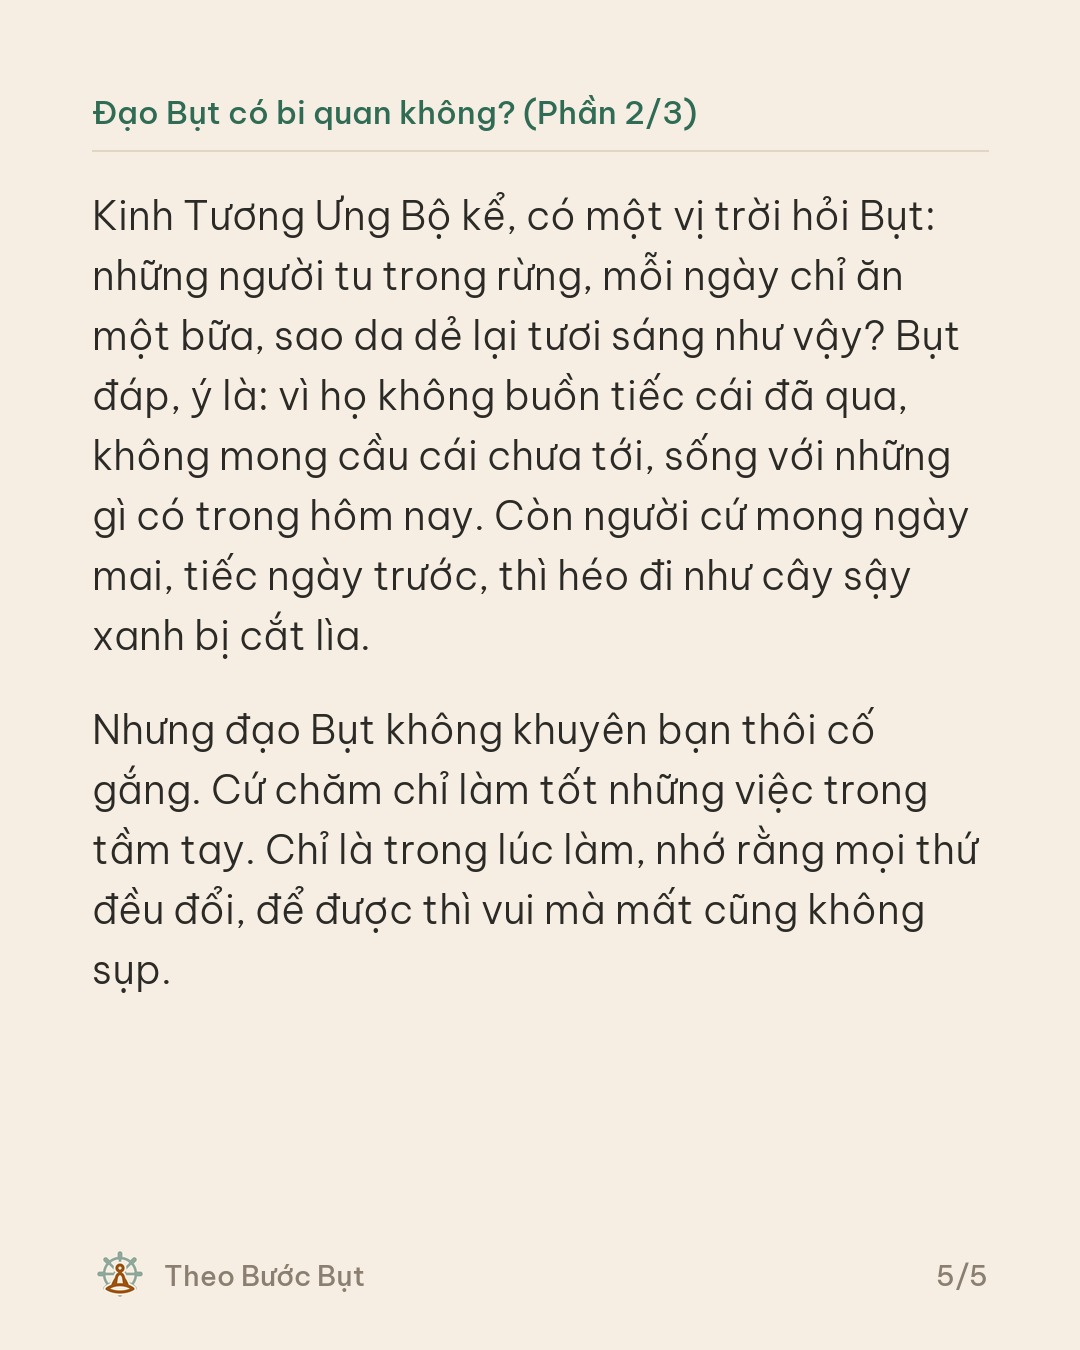 Đạo Bụt có bi quan không? (Phần 2/3)
Kinh Tương Ưng Bộ kể, có một vị trời hỏi Bụt:
những người tu trong rừng, mỗi ngày chỉ ăn
một bữa, sao da dẻ lại tươi sáng như vậy? Bụt
đáp, ý là: vì họ không buồn tiếc cái đã qua,
không mong cầu cái chưa tới, sống với những
gì có trong hôm nay. Còn người cứ mong ngày
mai, tiếc ngày trước, thì héo đi như cây sậy
xanh bị cắt lìa.
Nhưng đạo Bụt không khuyên bạn thôi cố
gắng. Cứ chăm chỉ làm tốt những việc trong
tầm tay. Chỉ là trong lúc làm, nhớ rằng mọi thứ
đều đổi, để được thì vui mà mất cũng không
sụp.
Theo Bước Bụt
5/5